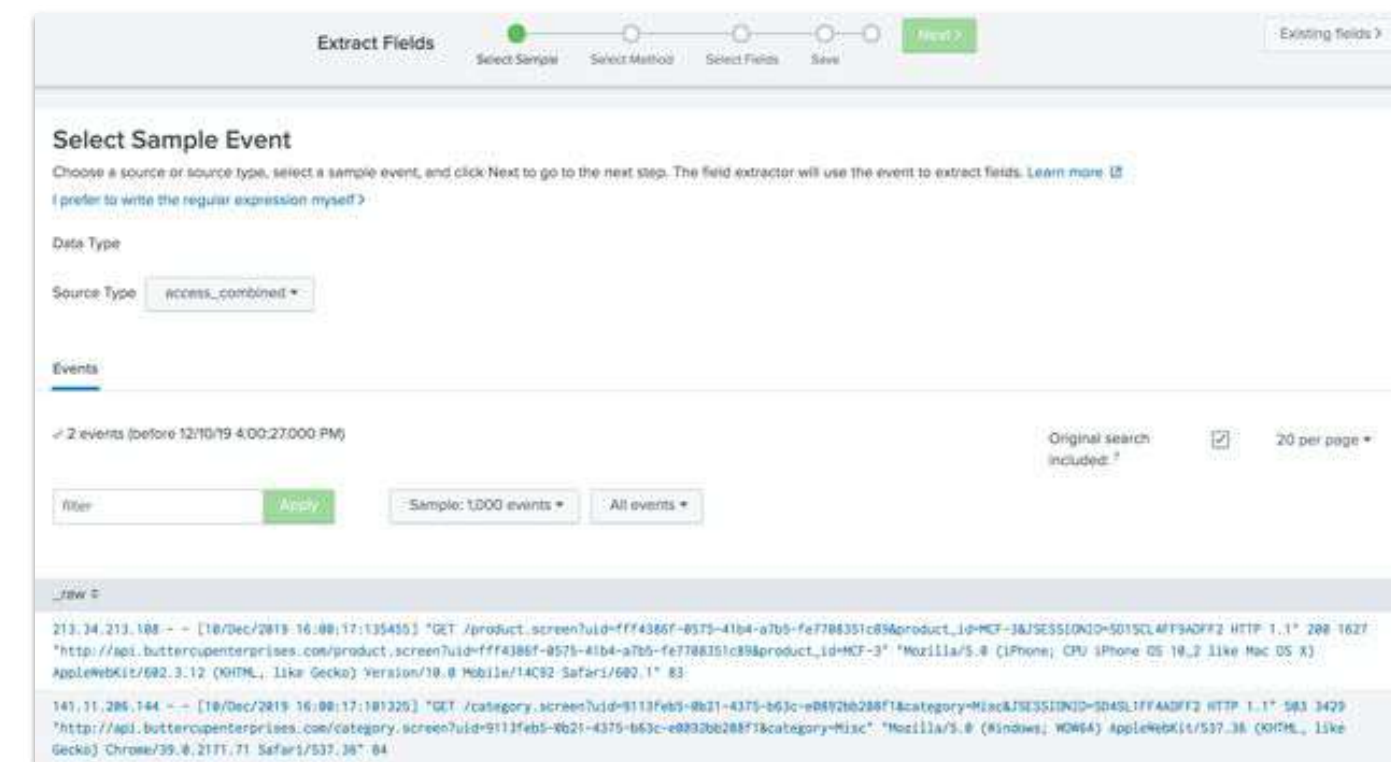 Extract Fields
Select Sample
Select Method
Select Fields
Save
Next >
Existing fields >
Select Sample Event
Choose a source or source type, select a sample event, and click Next to go to the next step. The field extractor will use the event to extract fields. Learn more
I prefer to write the regular expression myself >
Data Type
Source Type access_combined
Events
✓ 2 events (before 12/10/19 4:00:27.000 PM)
Original search included: ?
20 per page
filter
Apply
Sample: 1,000 events
All events
_raw
213.34.213.188 - - [10/Dec/2019 16:00:17:135455] "GET /product.screen?uid=fff4386f-0575-41b4-a7b5-fe7708351c89&product_id=MCF-3&JSESSIONID=SD1SCL4FF9ADFF2 HTTP 1.1" 200 1627
"http://api.buttercupenterprises.com/product.screen?uid=fff4386f-0575-41b4-a7b5-fe7708351c89&product_id=MCF-3" "Mozilla/5.0 (iPhone; CPU iPhone OS 10_2 like Mac OS X)
AppleWebKit/602.3.12 (KHTML, like Gecko) Version/10.0 Mobile/14C92 Safari/602.1" 83
141.11.206.144 - - [10/Dec/2019 16:00:17:101325] "GET /category.screen?uid=9113feb5-0b21-4375-b63c-e0892bb208f1&category=Misc&JSESSIONID=SD4SL1FF4ADFF2 HTTP 1.1" 503 3429
"http://api.buttercupenterprises.com/category.screen?uid=9113feb5-0b21-4375-b63c-e0892bb208f1&category=Misc" "Mozilla/5.0 (Windows; WOW64) AppleWebKit/537.36 (KHTML, like
Gecko) Chrome/39.0.2171.71 Safari/537.36" 84